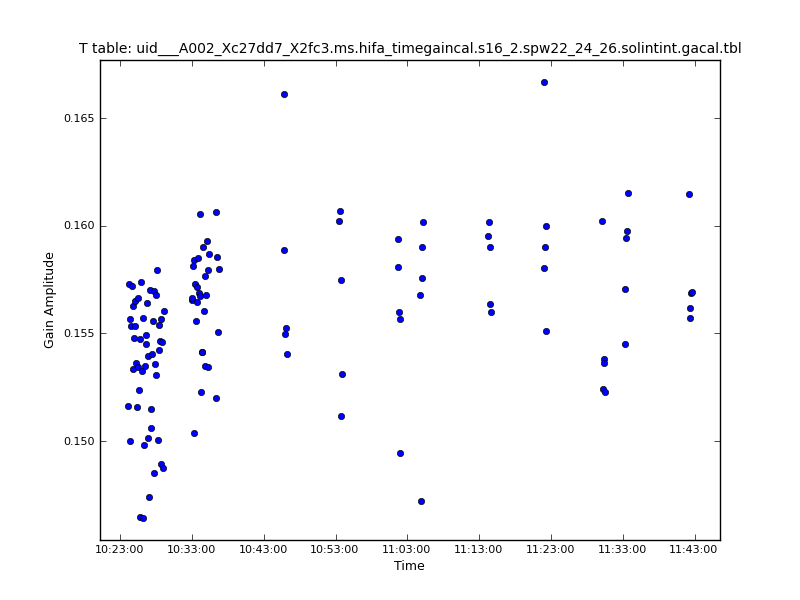 T table: uid___A002_Xc27dd7_X2fc3.ms.hifa_timegaincal.s16_2.spw22_24_26.solintint.gacal.tbl
0.165
0.160
0.155
0.150
Gain Amplitude
10:23:00 10:33:00 10:43:00 10:53:00 11:03:00 11:13:00 11:23:00 11:33:00 11:43:00
Time